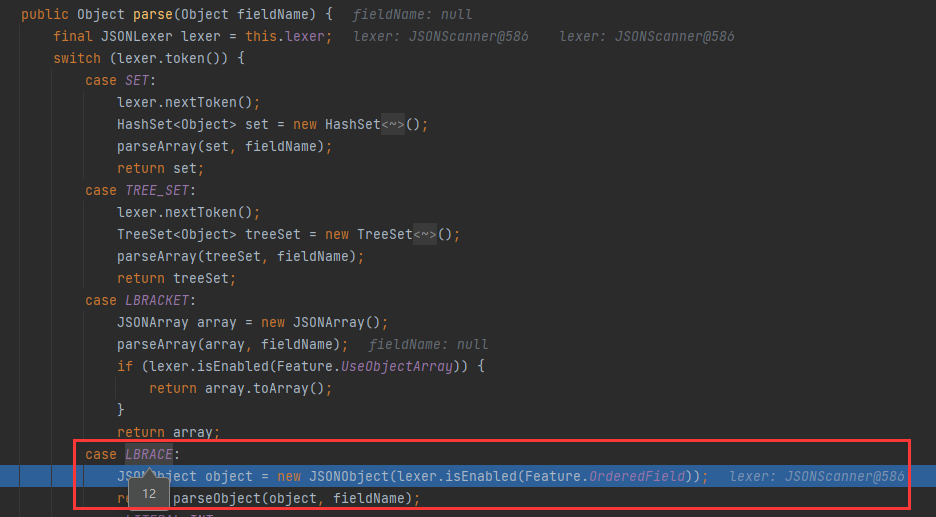 public Object parse(Object fieldName) {  fieldName: null
    final JSONLexer lexer = this.lexer;  lexer: JSONScanner@586    lexer: JSONScanner@586
    switch (lexer.token()) {
        case SET:
            lexer.nextToken();
            HashSet<Object> set = new HashSet<~>();
            parseArray(set, fieldName);
            return set;
        case TREE_SET:
            lexer.nextToken();
            TreeSet<Object> treeSet = new TreeSet<~>();
            parseArray(treeSet, fieldName);
            return treeSet;
        case LBRACKET:
            JSONArray array = new JSONArray();
            parseArray(array, fieldName);  fieldName: null
            if (lexer.isEnabled(Feature.UseObjectArray)) {
                return array.toArray();
            }
            return array;
        case LBRACE:
            JSONObject object = new JSONObject(lexer.isEnabled(Feature.OrderedField));  lexer: JSONScanner@586
            12 parseObject(object, fieldName);